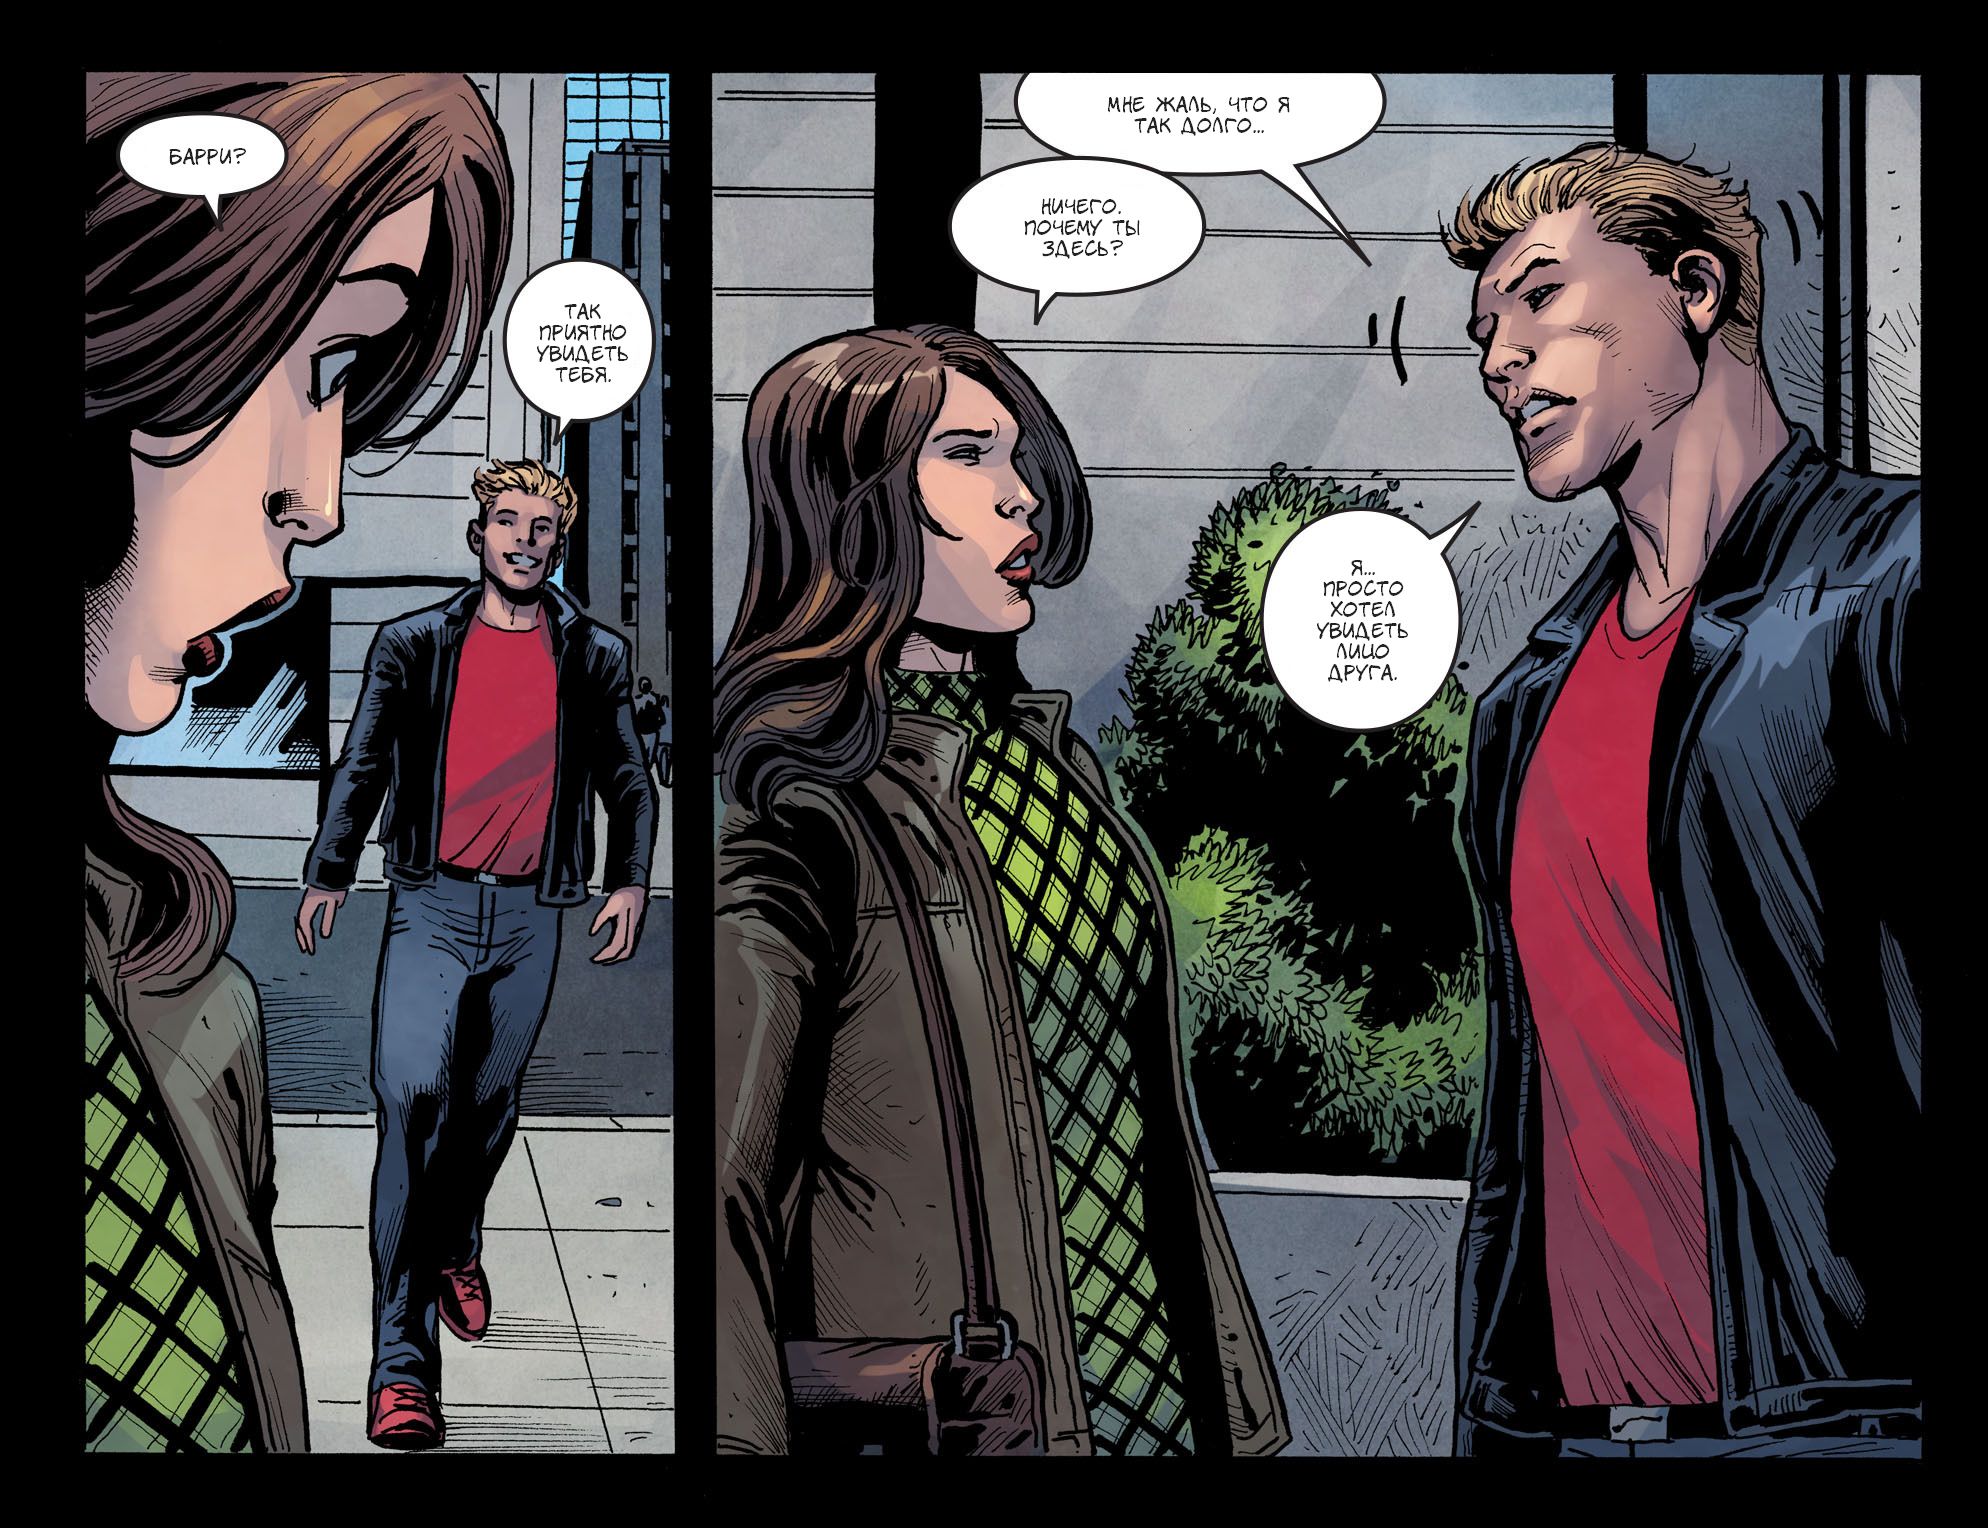 БАРРИ?
ТАК
ПРИЯТНО
УВИДЕТЬ
ТЕБЯ.
МНЕ ЖАЛЬ, ЧТО Я
ТАК ДОЛГО...
НИЧЕГО.
ПОЧЕМУ ТЫ
ЗДЕСЬ?
Я...
ПРОСТО
ХОТЕЛ
УВИДЕТЬ
ЛИЦО
ДРУГА.